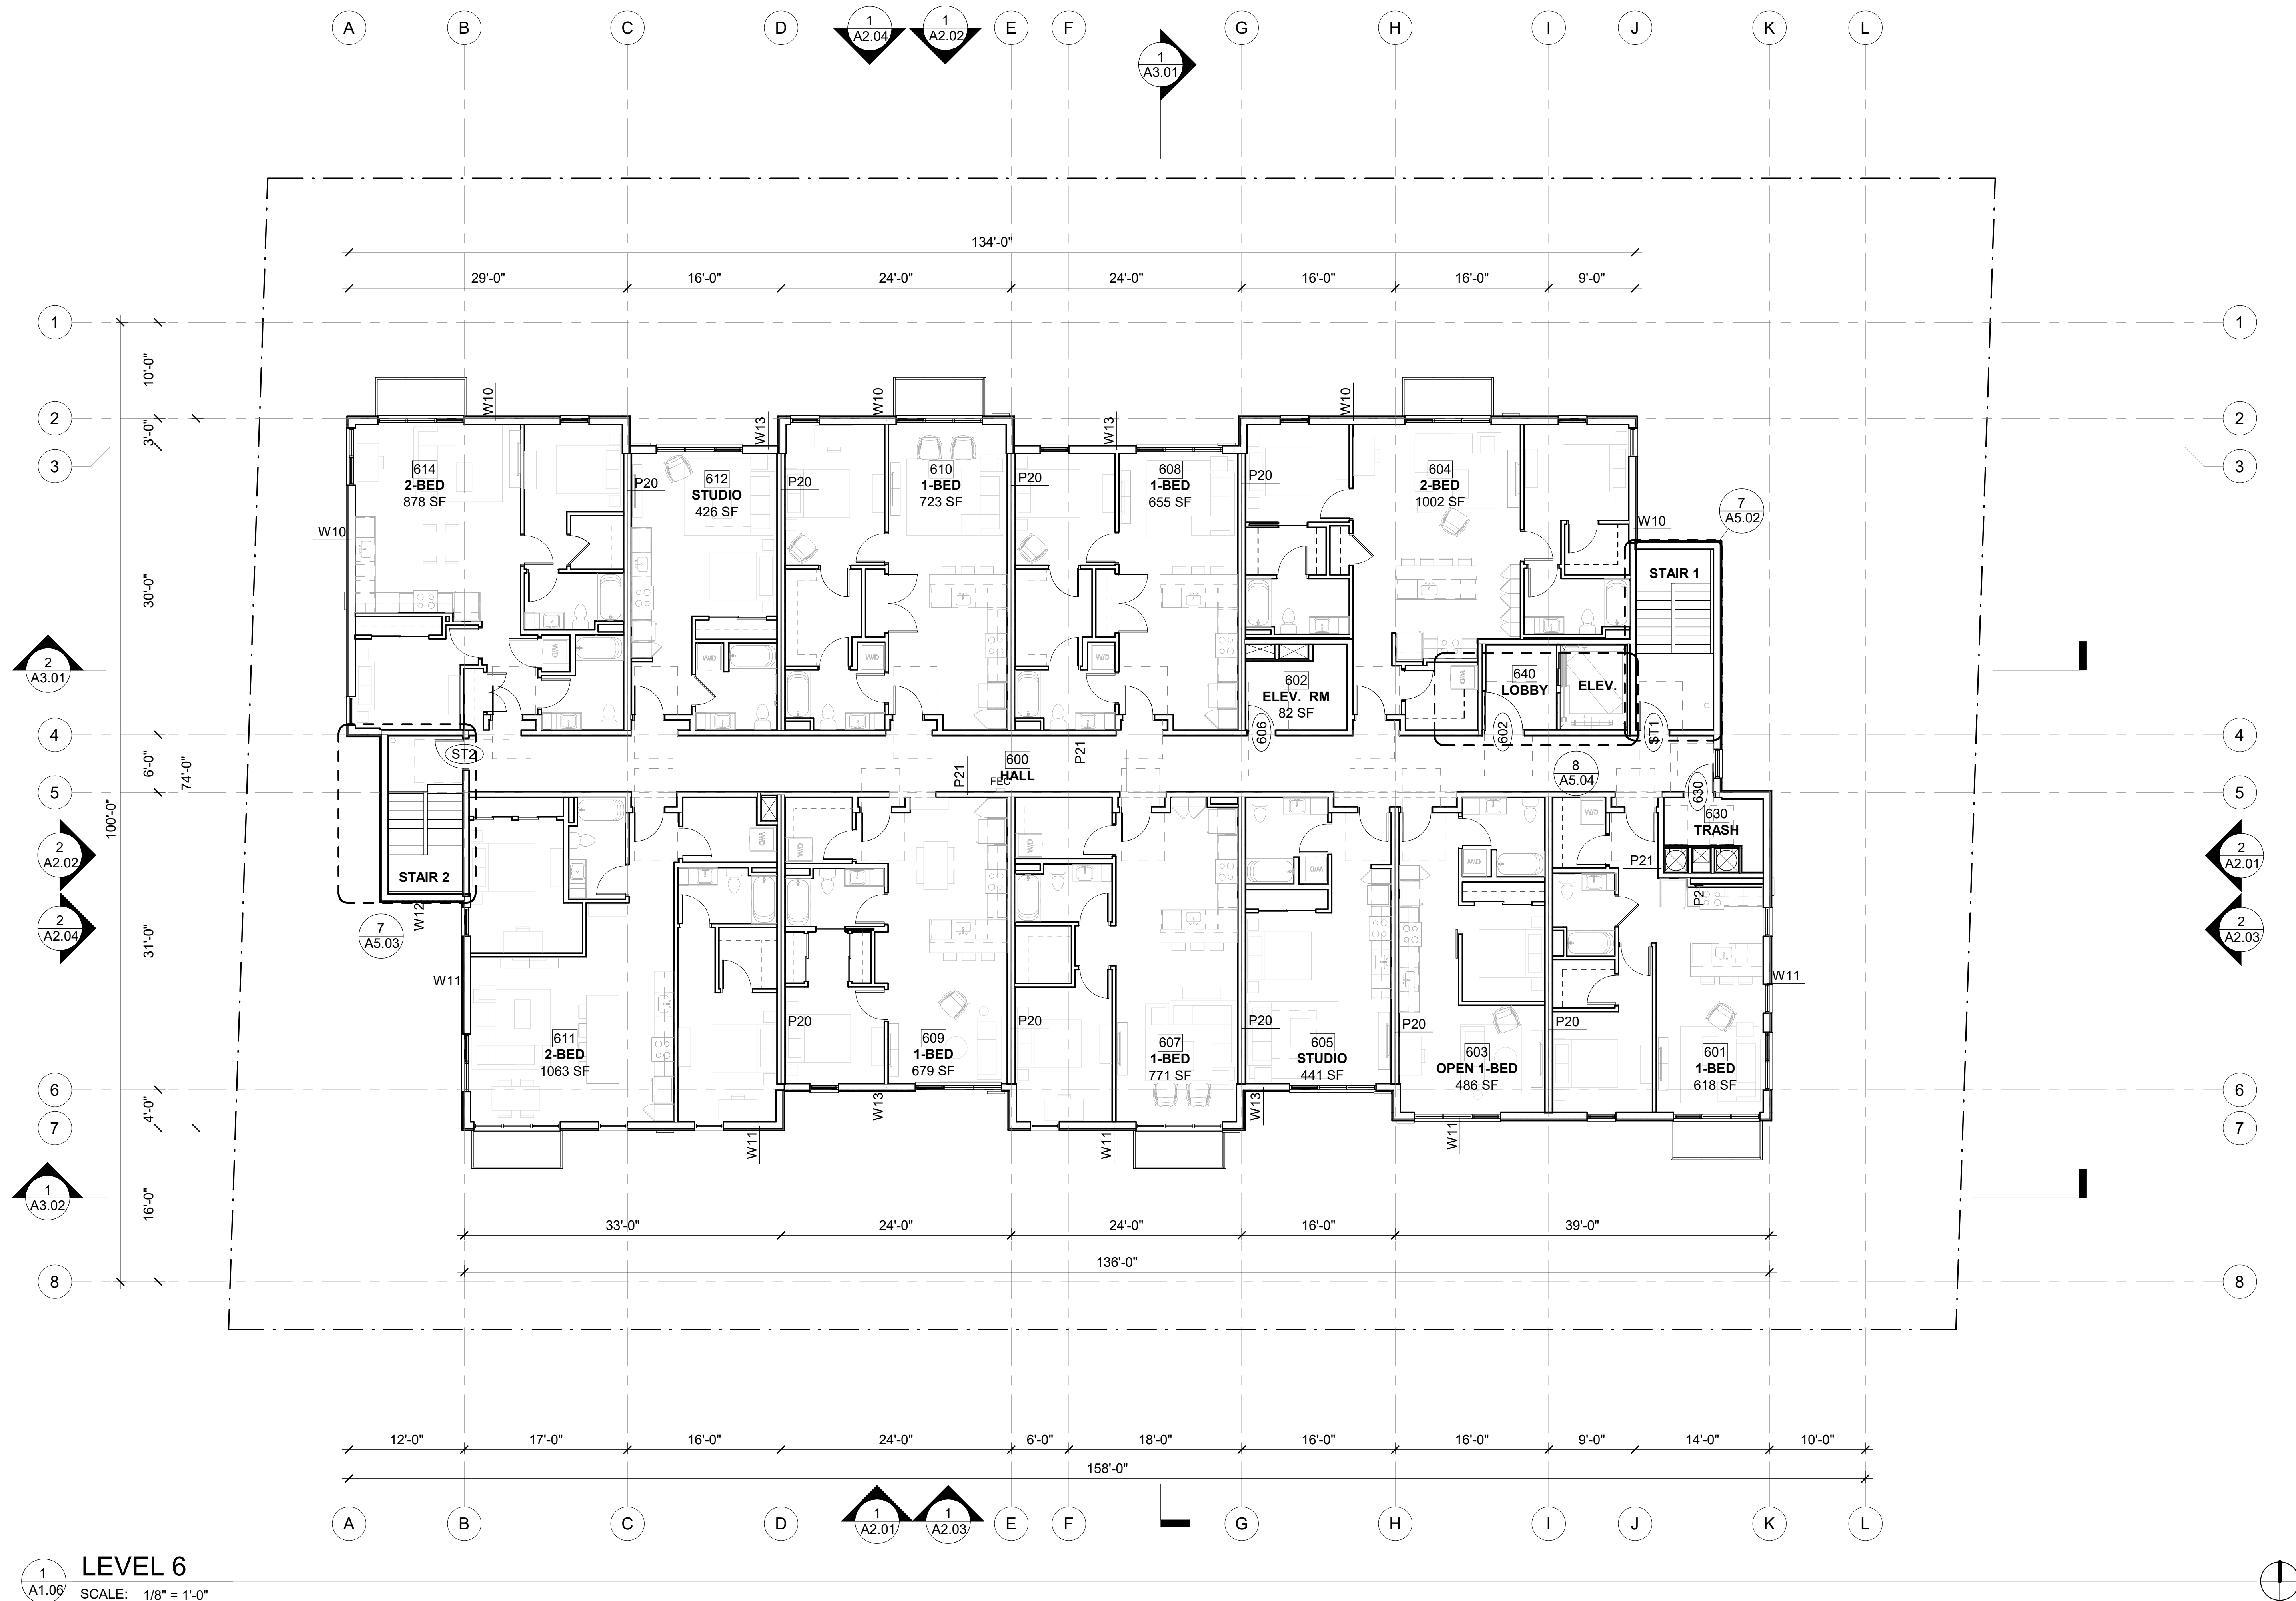 A
B
C
D
E
F
G
H
I
J
K
L
1
A2.04
1
A2.02
1
A3.01
134'-0"
29'-0"
16'-0"
24'-0"
24'-0"
16'-0"
16'-0"
9'-0"
1
1
10'-0"
2
2
3'-0"
3
3
W10
W13
W10
W13
W10
614
2-BED
878 SF
P20
612
STUDIO
426 SF
P20
610
1-BED
723 SF
P20
608
1-BED
655 SF
P20
604
2-BED
1002 SF
7
A5.02
W10
W10
STAIR 1
30'-0"
2
A3.01
W/D
W/D
W/D
W/D
W/D
602
ELEV. RM
82 SF
640
LOBBY
ELEV.
4
4
ST2
606
602
ST1
6'-0"
74'-0"
100'-0"
600
HALL
P21
P21
FEC
8
A5.04
5
5
630
630
TRASH
2
A2.02
2
A2.04
2
A2.01
2
A2.03
STAIR 2
W12
7
A5.03
W/D
W/D
W/D
W/D
W/D
W/D
P21
P21
31'-0"
W11
W11
611
2-BED
1063 SF
P20
609
1-BED
679 SF
P20
607
1-BED
771 SF
P20
605
STUDIO
441 SF
P20
603
OPEN 1-BED
486 SF
P20
601
1-BED
618 SF
6
6
4'-0"
7
7
W11
W13
W11
W13
W11
1
A3.02
16'-0"
33'-0"
24'-0"
24'-0"
16'-0"
39'-0"
136'-0"
8
8
12'-0"
17'-0"
16'-0"
24'-0"
6'-0"
18'-0"
16'-0"
16'-0"
9'-0"
14'-0"
10'-0"
158'-0"
A
B
C
D
1
A2.01
1
A2.03
E
F
G
H
I
J
K
L
1
A1.06
LEVEL 6
SCALE: 1/8" = 1'-0"